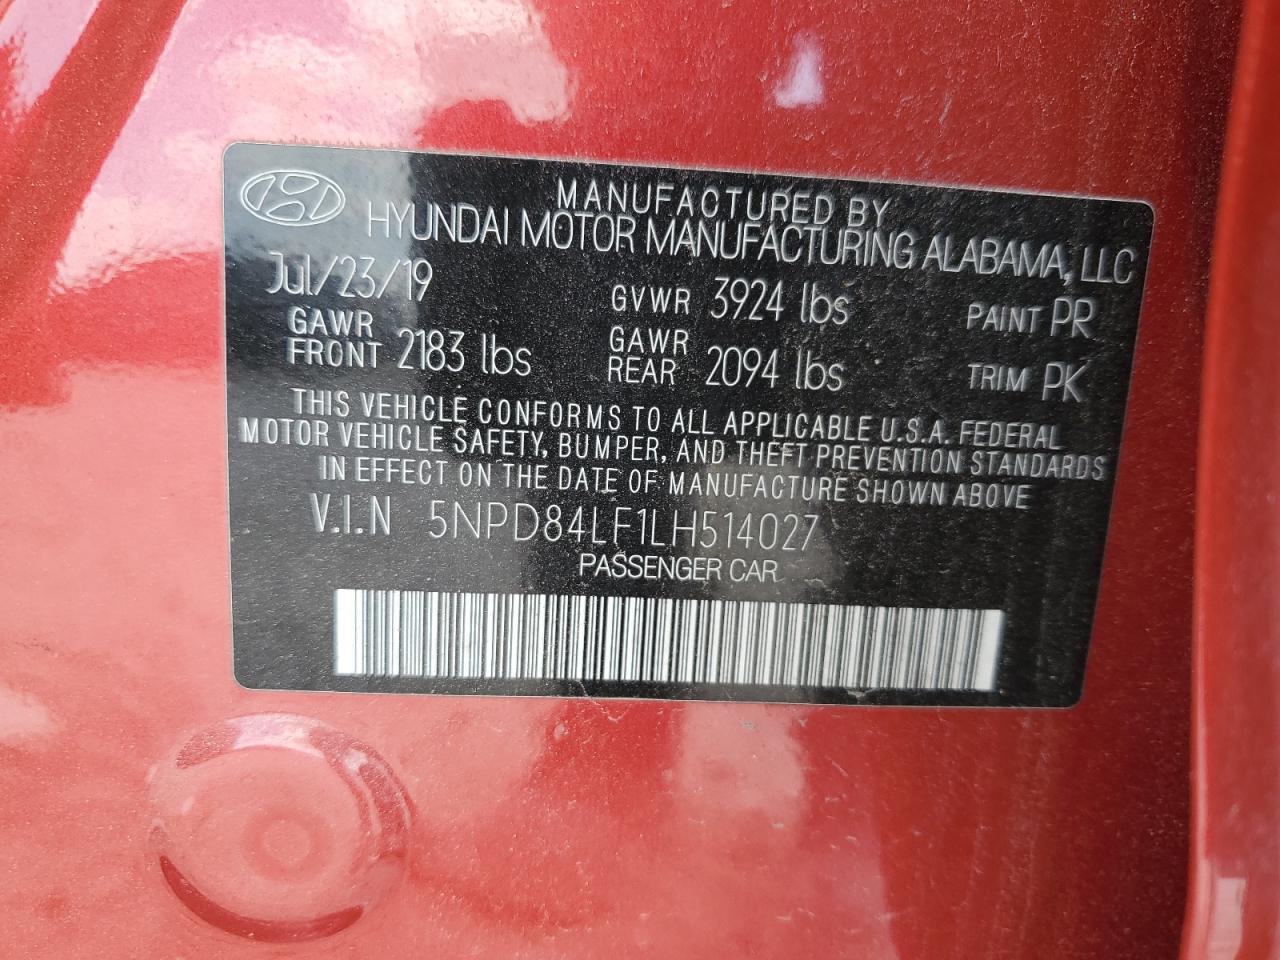 MANUFACTURED BY
HYUNDAI MOTOR MANUFACTURING ALABAMA, LLC
Jul/23/19 GVWR 3924 lbs PAINT PR
GAWR FRONT 2183 lbs GAWR REAR 2094 lbs TRIM PK
THIS VEHICLE CONFORMS TO ALL APPLICABLE U.S.A. FEDERAL
MOTOR VEHICLE SAFETY, BUMPER, AND THEFT PREVENTION STANDARDS
IN EFFECT ON THE DATE OF MANUFACTURE SHOWN ABOVE
V.I.N 5NPD84LF1LH514027
PASSENGER CAR